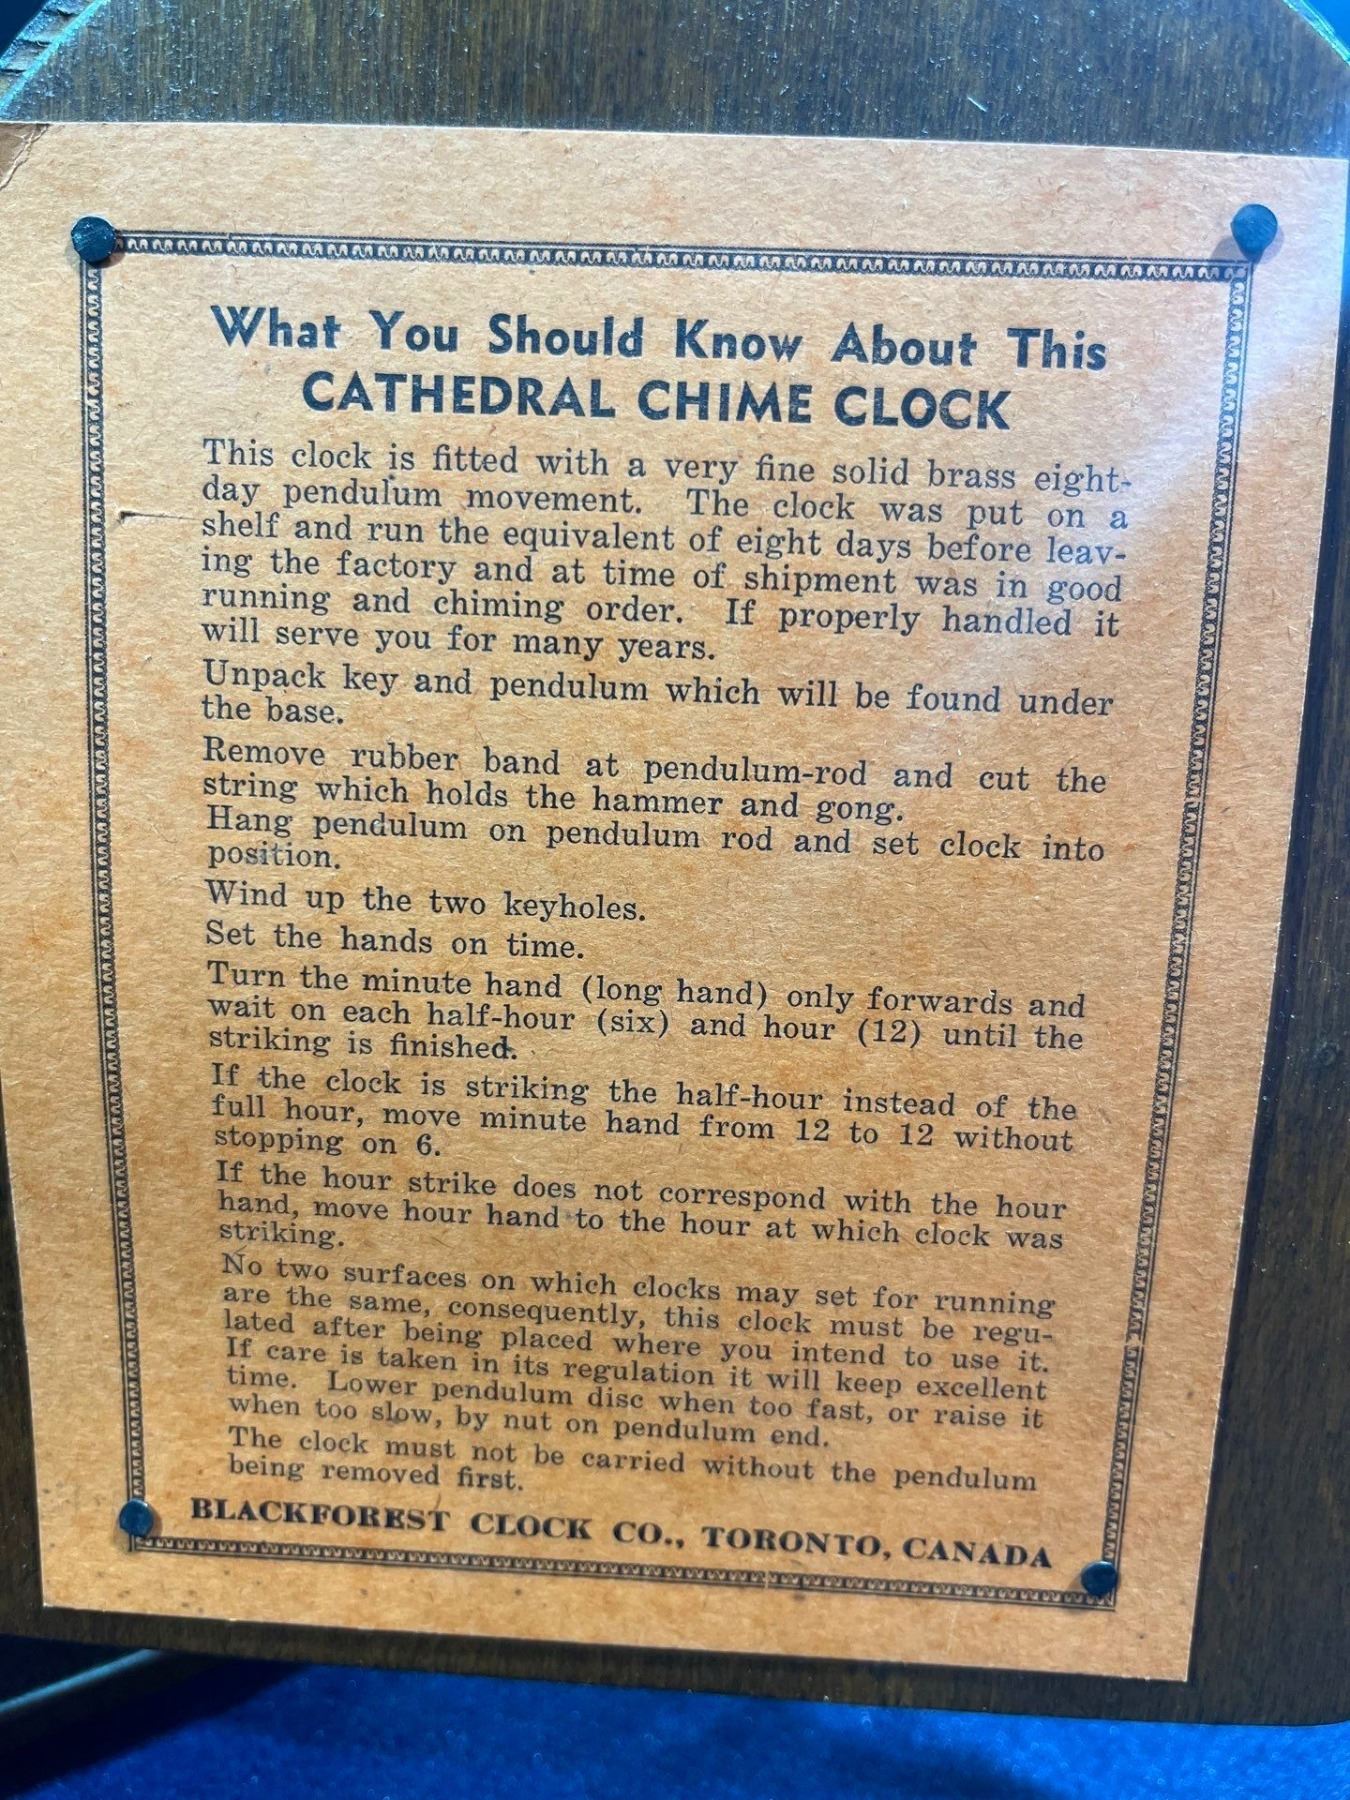 What You Should Know About This
CATHEDRAL CHIME CLOCK
This clock is fitted with a very fine solid brass eight-
day pendulum movement. The clock was put on a
shelf and run the equivalent of eight days before leav-
ing the factory and at time of shipment was in good
running and chiming order. If properly handled it
will serve you for many years.
Unpack key and pendulum which will be found under
the base.
Remove rubber band at pendulum-rod and cut the
string which holds the hammer and gong.
Hang pendulum on pendulum rod and set clock into
position.
Wind up the two keyholes.
Set the hands on time.
Turn the minute hand (long hand) only forwards and
wait on each half-hour (six) and hour (12) until the
striking is finished.
If the clock is striking the half-hour instead of the
full hour, move minute hand from 12 to 12 without
stopping on 6.
If the hour strike does not correspond with the hour
hand, move hour hand to the hour at which clock was
striking.
No two surfaces on which clocks may set for running
are the same, consequently, this clock must be regu-
lated after being placed where you intend to use it.
If care is taken in its regulation it will keep excellent
time. Lower pendulum disc when too fast, or raise it
when too slow, by nut on pendulum end.
The clock must not be carried without the pendulum
being removed first.
BLACKFOREST CLOCK CO., TORONTO, CANADA